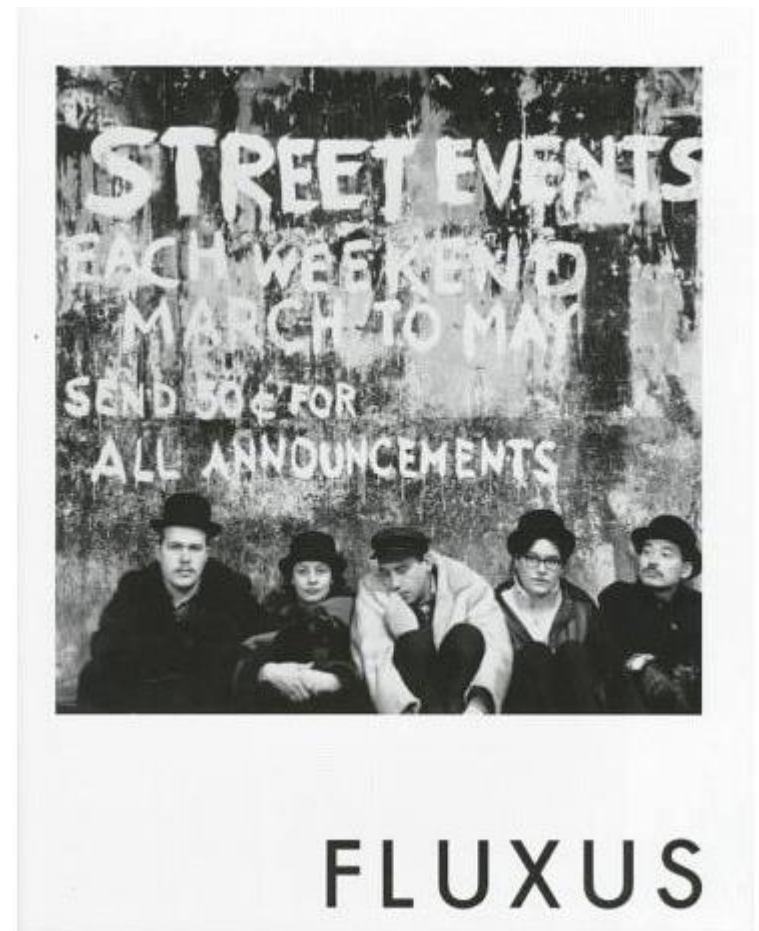 STREET EVENTS
EACH WEEKEND
MARCH TO MAY
SEND 50¢ FOR
ALL ANNOUNCEMENTS
FLUXUS